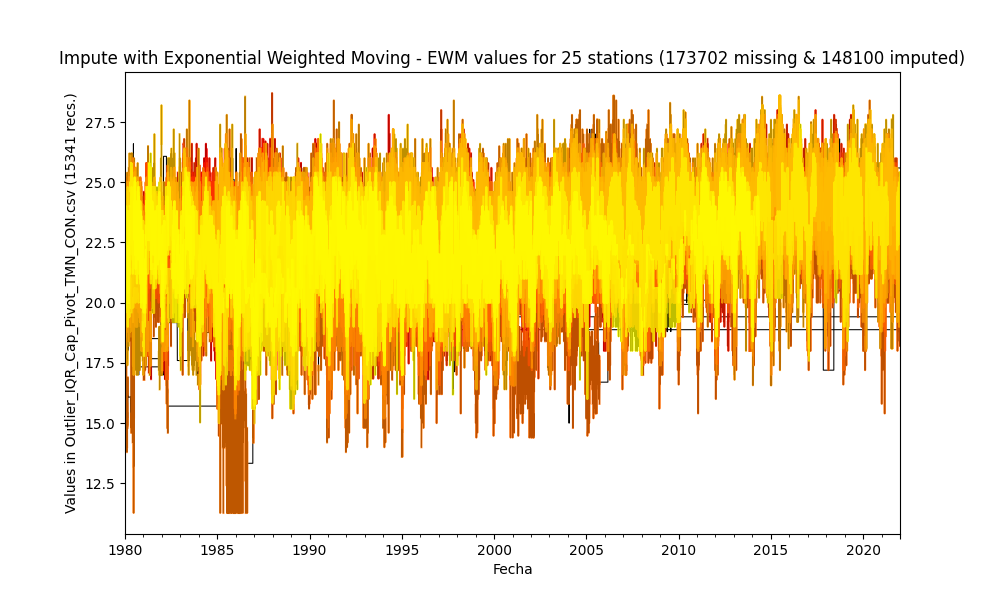 Impute with Exponential Weighted Moving - EWM values for 25 stations (173702 missing & 148100 imputed)
Values in Outlier_IQR_Cap_Pivot_TMN_CON.csv (15341 recs.)
27.5
25.0
22.5
20.0
17.5
15.0
12.5
1980 1985 1990 1995 2000 2005 2010 2015 2020
Fecha